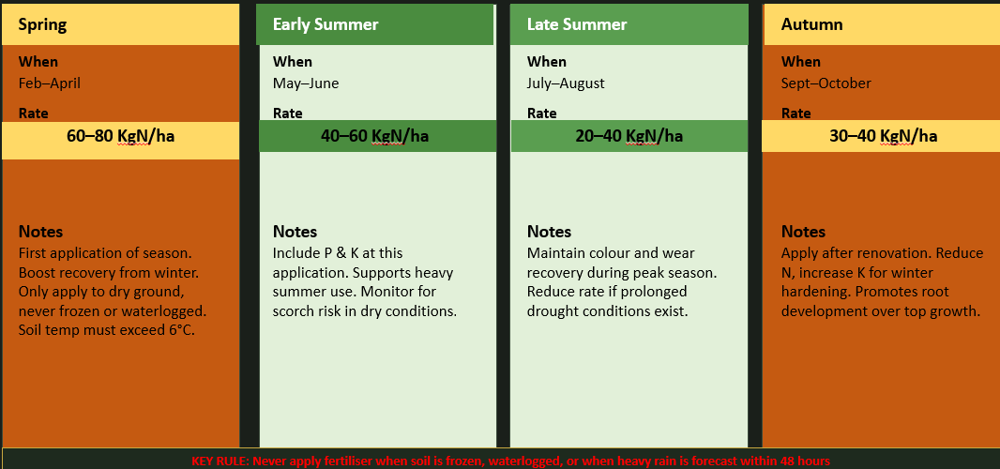 Spring
When
Feb–April
Rate
60–80 KgN/ha
Notes
First application of season.
Boost recovery from winter.
Only apply to dry ground,
never frozen or waterlogged.
Soil temp must exceed 6°C.
Early Summer
When
May–June
Rate
40–60 KgN/ha
Notes
Include P & K at this
application. Supports heavy
summer use. Monitor for
scorch risk in dry conditions.
Late Summer
When
July–August
Rate
20–40 KgN/ha
Notes
Maintain colour and wear
recovery during peak season.
Reduce rate if prolonged
drought conditions exist.
Autumn
When
Sept–October
Rate
30–40 KgN/ha
Notes
Apply after renovation. Reduce
N, increase K for winter
hardening. Promotes root
development over top growth.
KEY RULE: Never apply fertiliser when soil is frozen, waterlogged, or when heavy rain is forecast within 48 hours